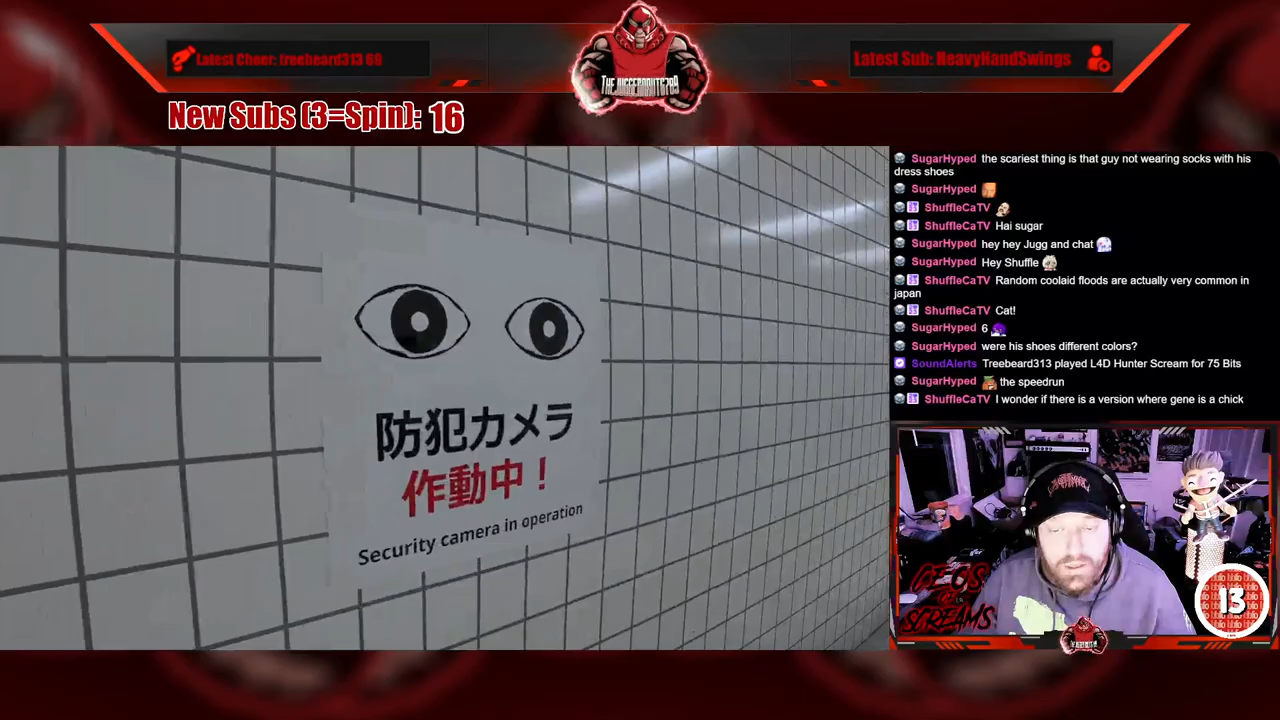 Latest Cheer: treebeard313 69
THEJUGGERNAUT6789
Latest Sub: HeavyHandSwings
New Subs (3=Spin): 16
防犯カメラ
作動中！
Security camera in operation
SugarHyped the scariest thing is that guy not wearing socks with his
dress shoes
SugarHyped
ShuffleCaTV
ShuffleCaTV Hai sugar
SugarHyped hey hey Jugg and chat
SugarHyped Hey Shuffle
ShuffleCaTV Random coolaid floods are actually very common in
japan
ShuffleCaTV Cat!
SugarHyped 6
SugarHyped were his shoes different colors?
SoundAlerts Treebeard313 played L4D Hunter Scream for 75 Bits
SugarHyped the speedrun
ShuffleCaTV I wonder if there is a version where gene is a chick
SCREAMS
13